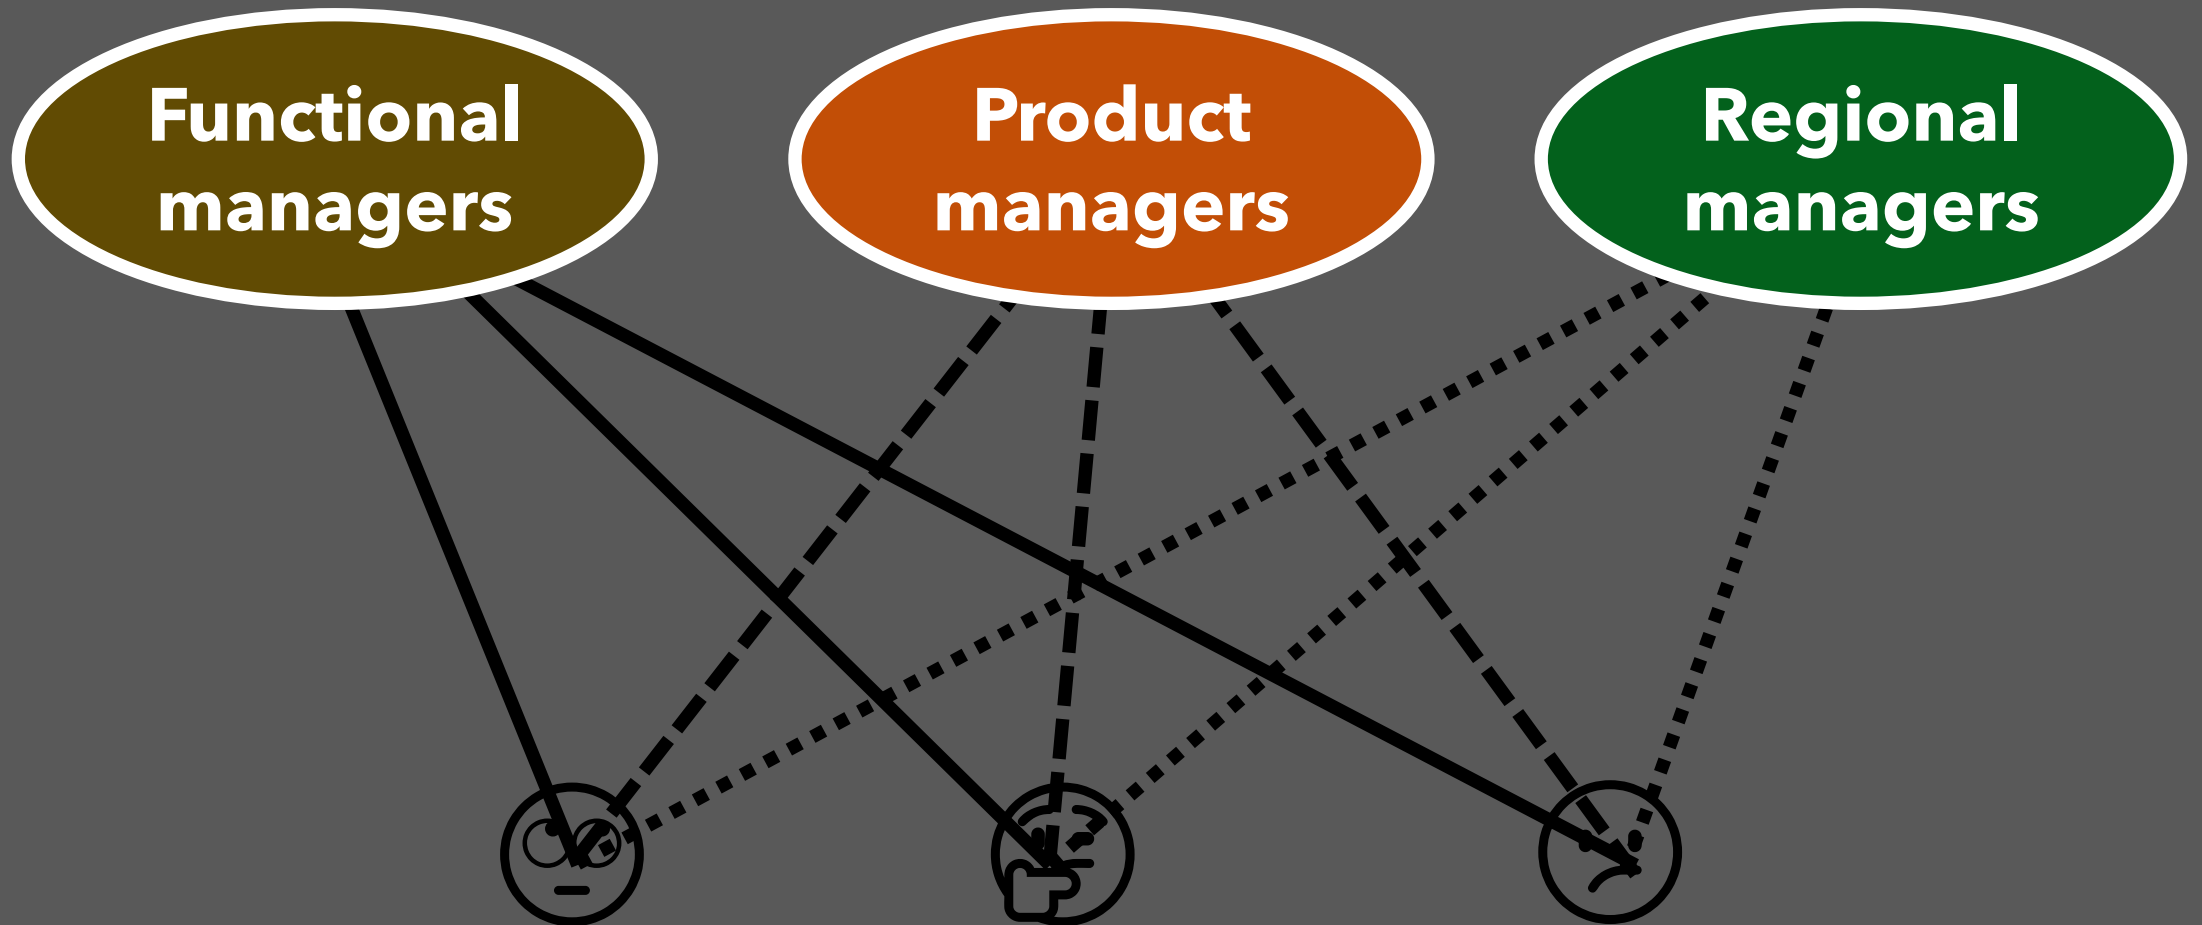 Functional
managers
Product
managers
Regional
managers